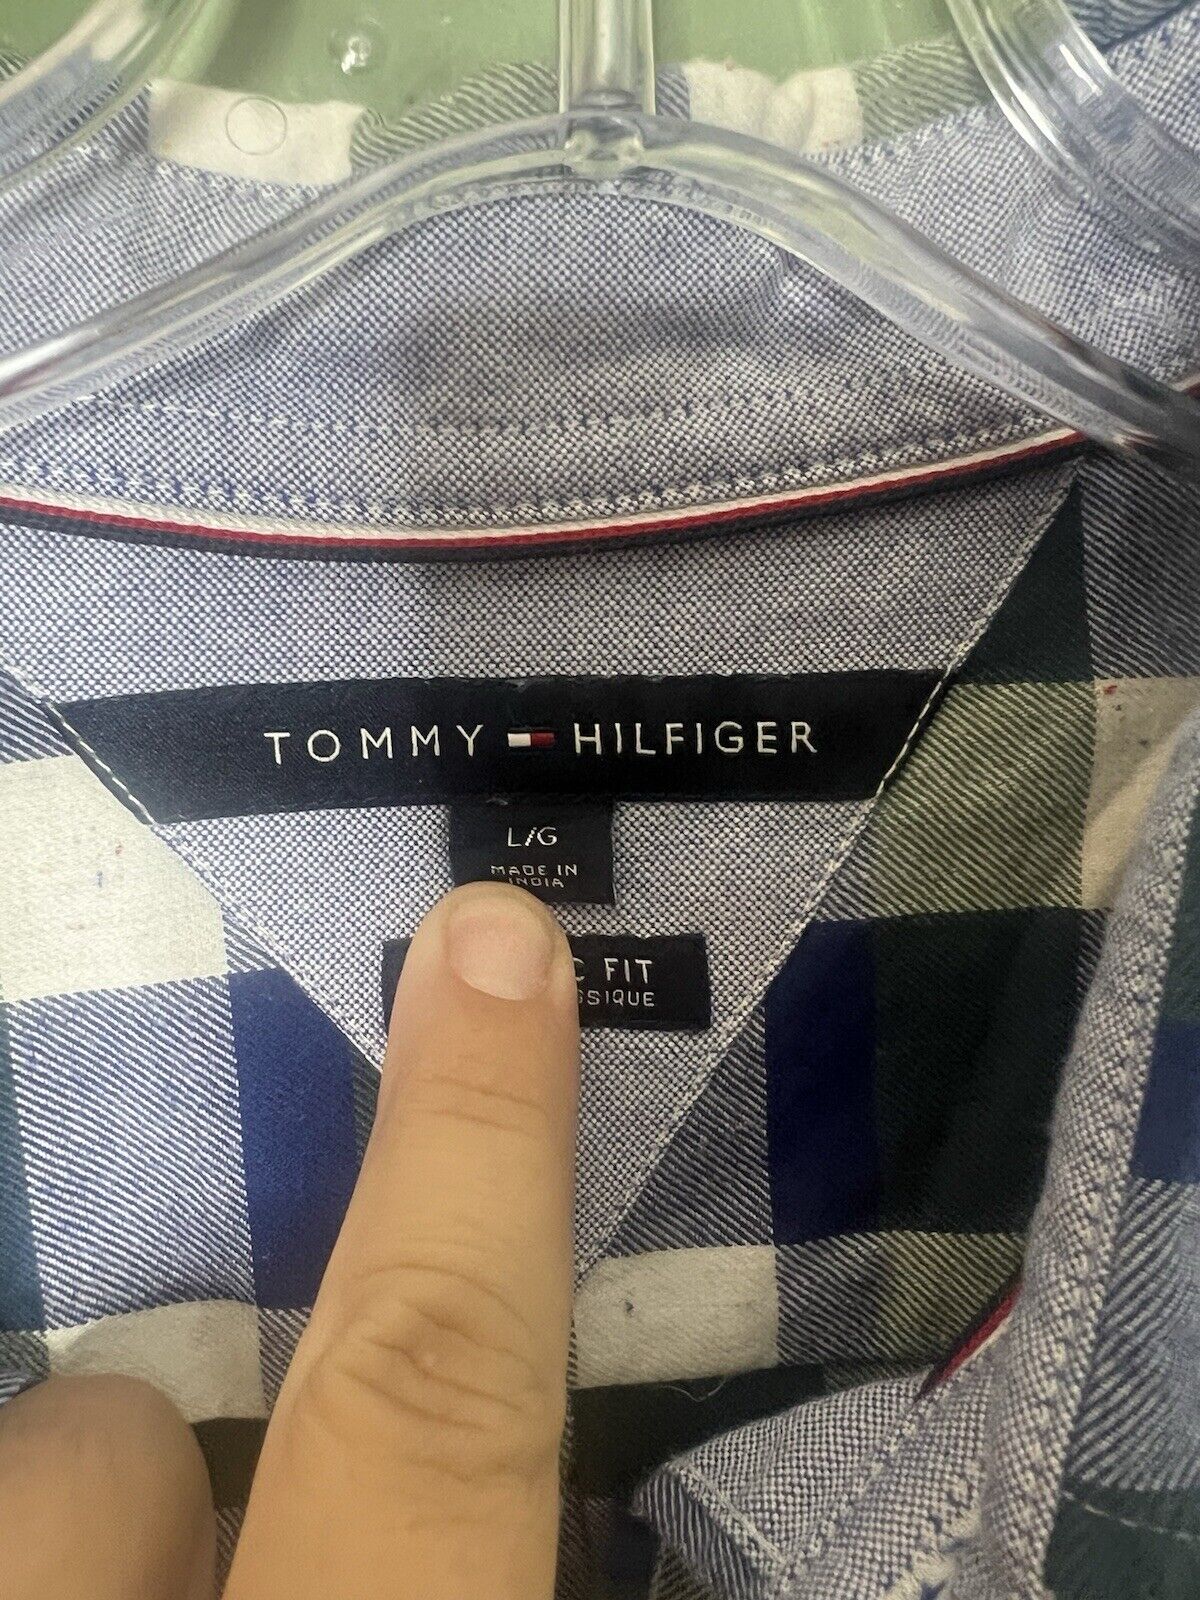 TOMMY HILFIGER
L/G
MADE IN
INDIA
C FIT
SSIQUE